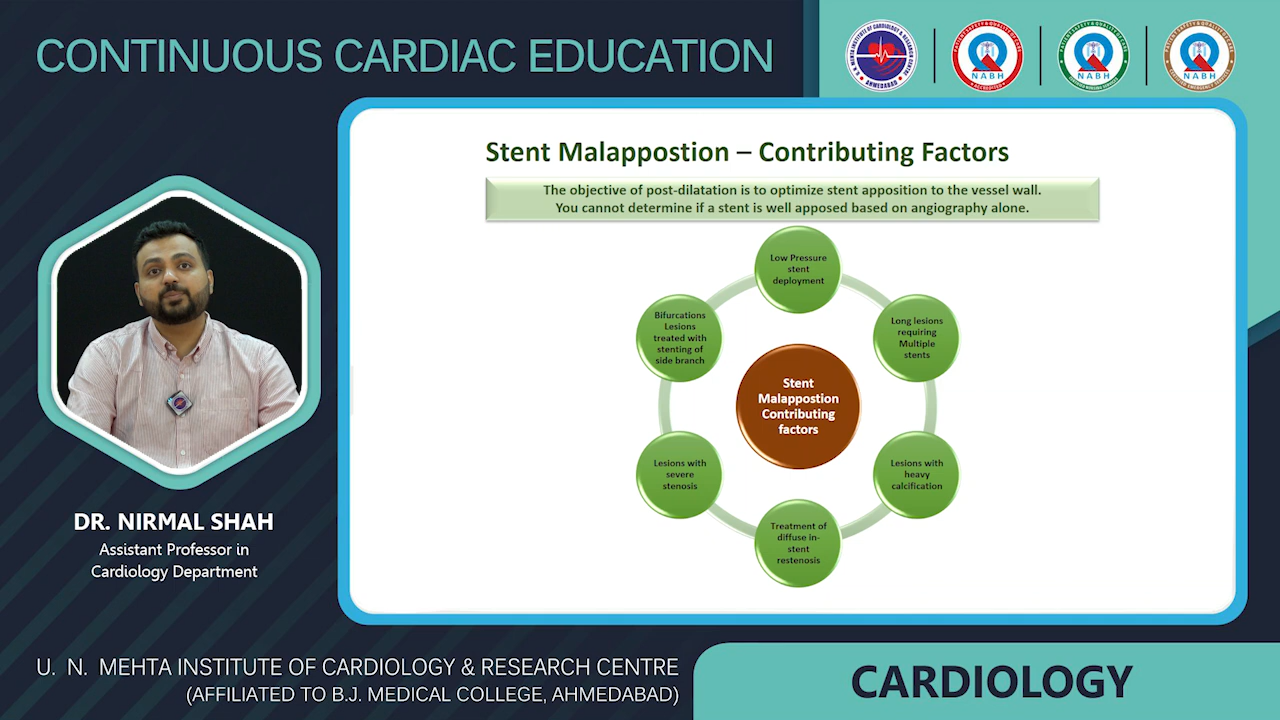 CONTINUOUS CARDIAC EDUCATION
AHMEDABAD
NABH
NABH
NABH
Stent Malappostion – Contributing Factors
The objective of post-dilatation is to optimize stent apposition to the vessel wall.
You cannot determine if a stent is well apposed based on angiography alone.
Low Pressure
stent
deployment
Long lesions
requiring
Multiple
stents
Lesions with
heavy
calcification
Treatment of
diffuse in-
stent
restenosis
Lesions with
severe
stenosis
Bifurcations
Lesions
treated with
stenting of
side branch
Stent
Malappostion
Contributing
factors
DR. NIRMAL SHAH
Assistant Professor in
Cardiology Department
U. N. MEHTA INSTITUTE OF CARDIOLOGY & RESEARCH CENTRE
(AFFILIATED TO B.J. MEDICAL COLLEGE, AHMEDABAD)
CARDIOLOGY